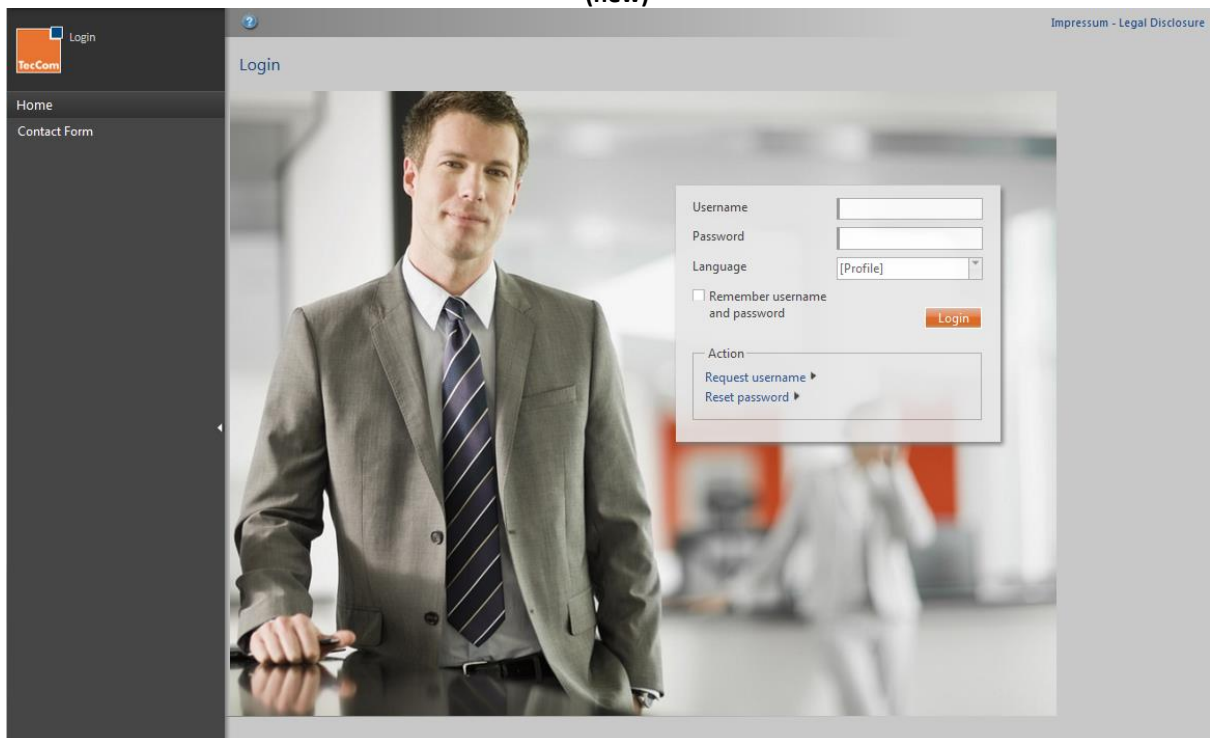 (new)
Login
TecCom
Home
Contact Form
?
Impressum - Legal Disclosure
Login
Username
Password
Language
[Profile]
Remember username
and password
Login
Action
Request username
Reset password